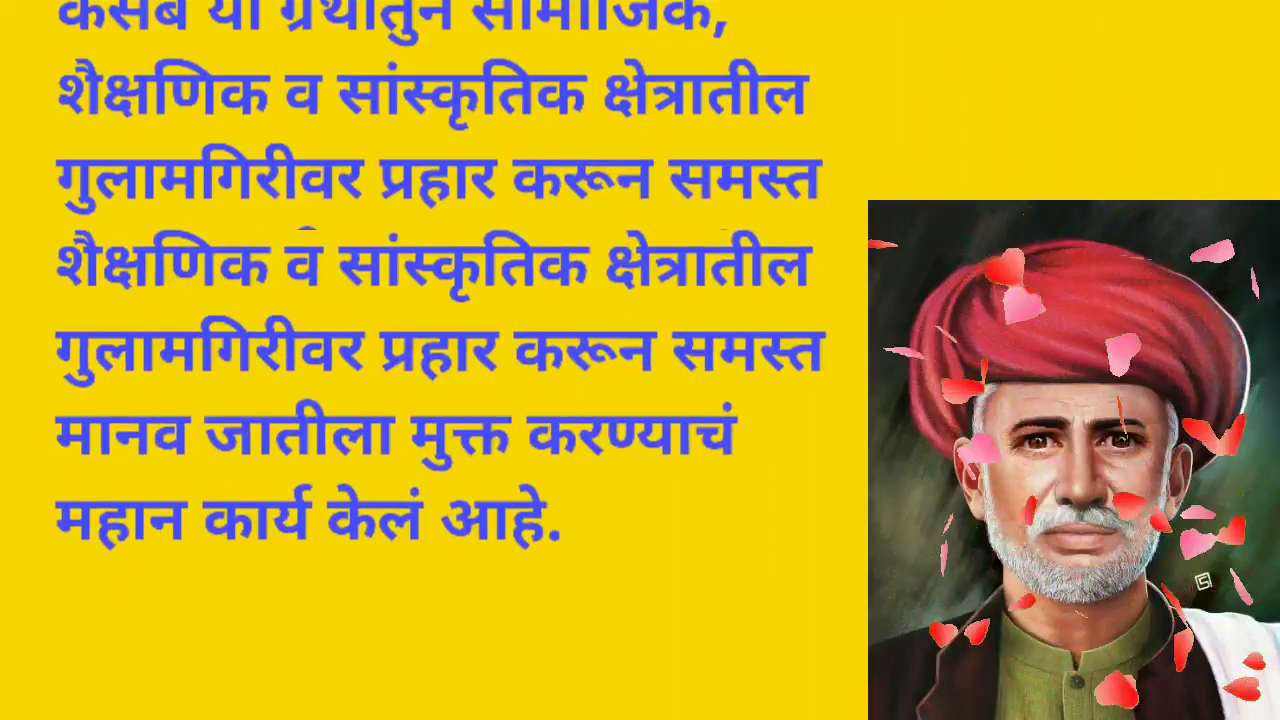 कसब या ग्रंथातुन सामाजिक,
शैक्षणिक व सांस्कृतिक क्षेत्रातील
गुलामगिरीवर प्रहार करून समस्त
शैक्षणिक व सांस्कृतिक क्षेत्रातील
गुलामगिरीवर प्रहार करून समस्त
मानव जातीला मुक्त करण्याचं
महान कार्य केलं आहे.